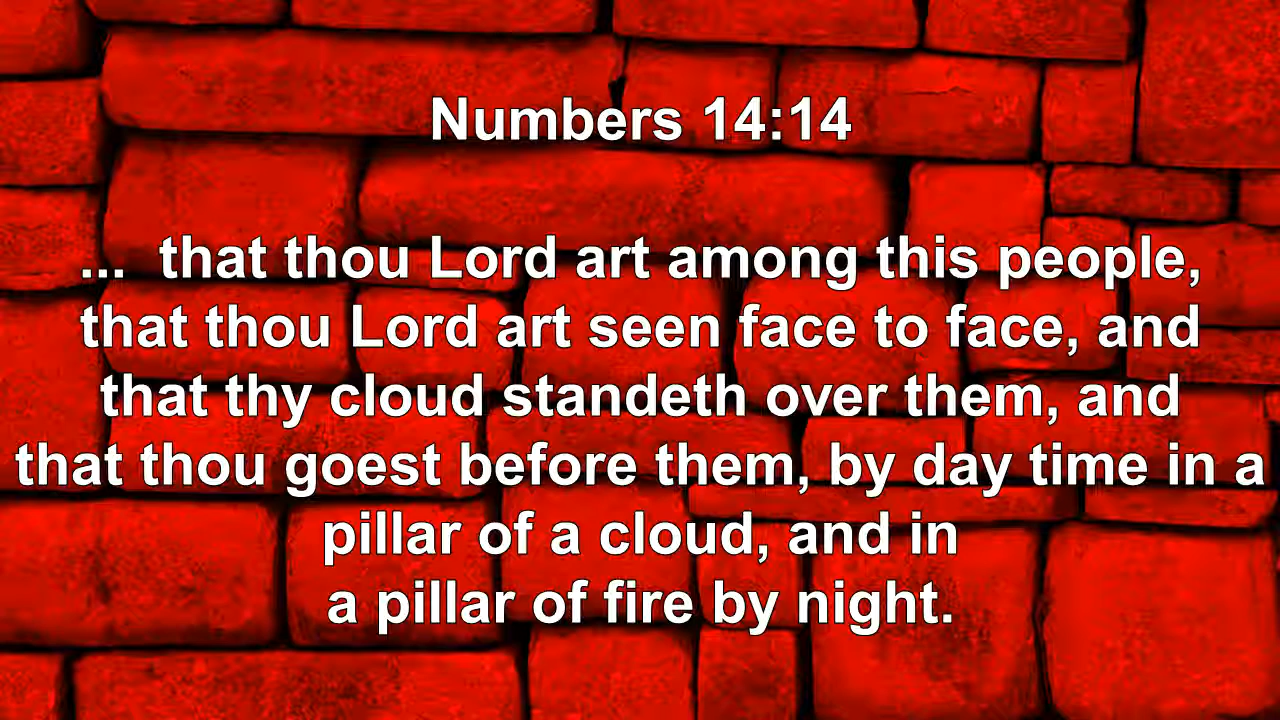 Numbers 14:14
... that thou Lord art among this people,
that thou Lord art seen face to face, and
that thy cloud standeth over them, and
that thou goest before them, by day time in a
pillar of a cloud, and in
a pillar of fire by night.